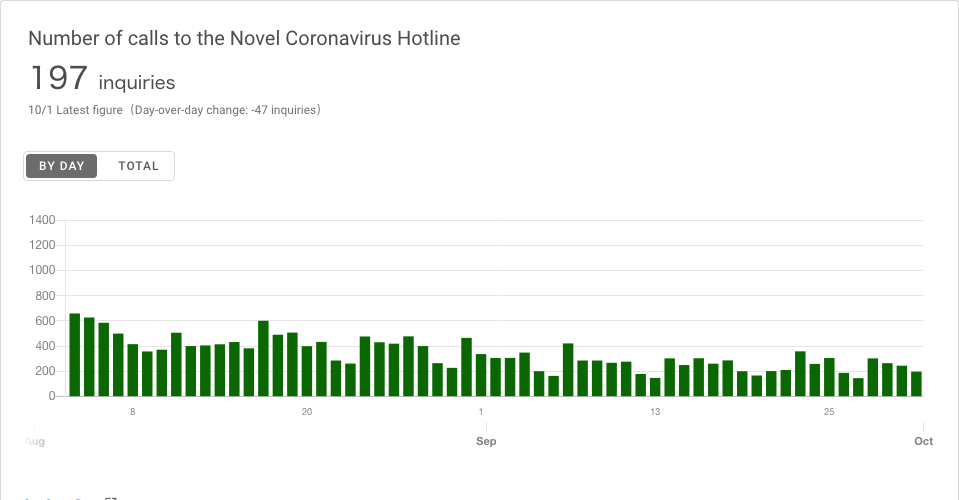 Number of calls to the Novel Coronavirus Hotline
197 inquiries
10/1 Latest figure（Day-over-day change: -47 inquiries）
BY DAY TOTAL
1400
1200
1000
800
600
400
200
0
8 20 1 13 25
Aug Sep Oct